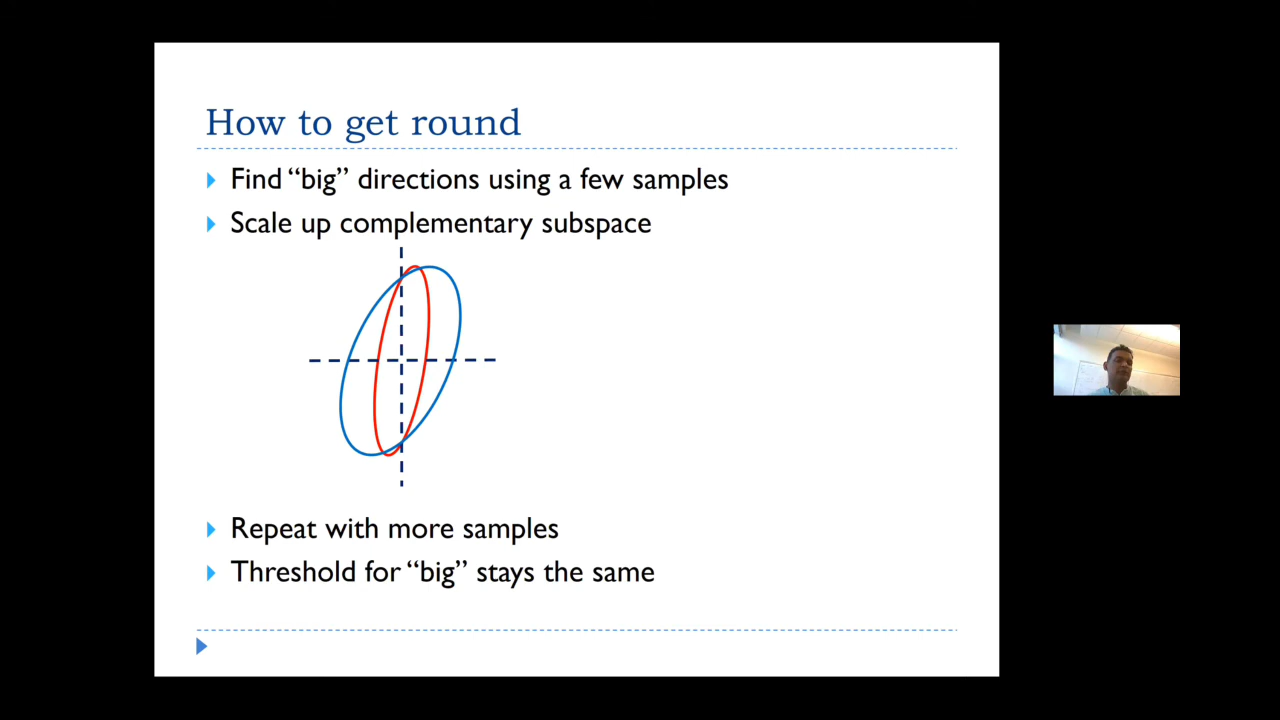 How to get round
Find “big” directions using a few samples
Scale up complementary subspace
Repeat with more samples
Threshold for “big” stays the same